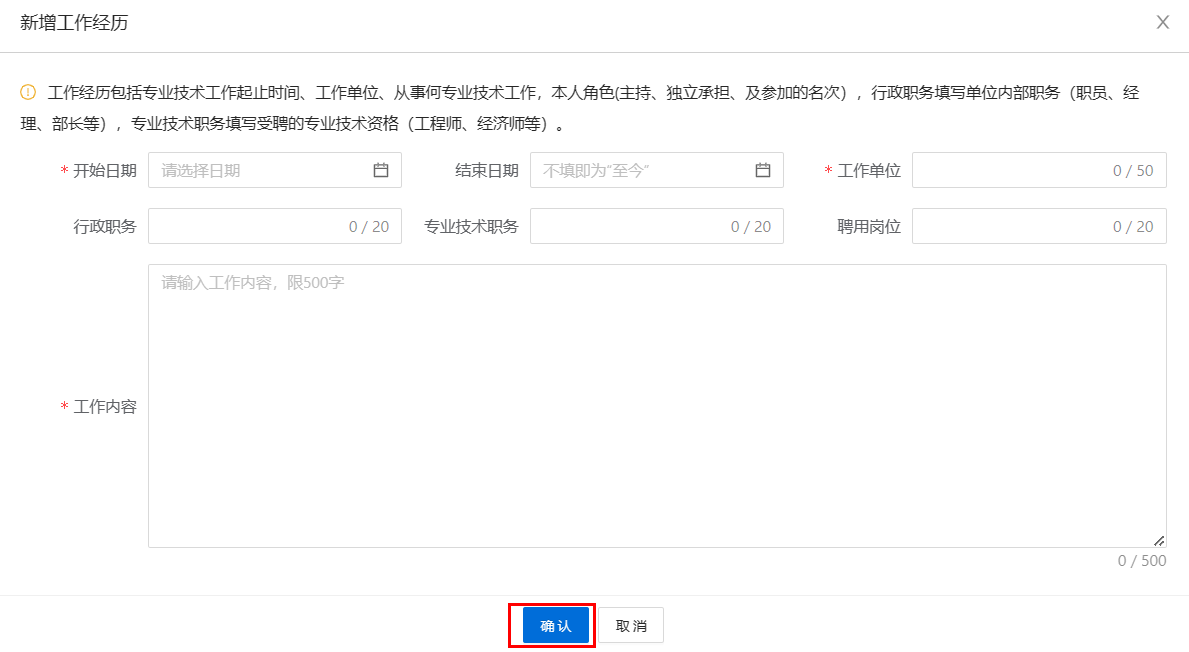 新增工作经历
工作经历包括专业技术工作起止时间、工作单位、从事何专业技术工作，本人角色(主持、独立承担、及参加的名次），行政职务填写单位内部职务（职员、经
理、部长等），专业技术职务填写受聘的专业技术资格（工程师、经济师等）。
* 开始日期 请选择日期 结束日期 不填即为"至今" * 工作单位 0 / 50
行政职务 0 / 20 专业技术职务 0 / 20 聘用岗位 0 / 20
请输入工作内容，限500字
* 工作内容
0 / 500
确认 取消